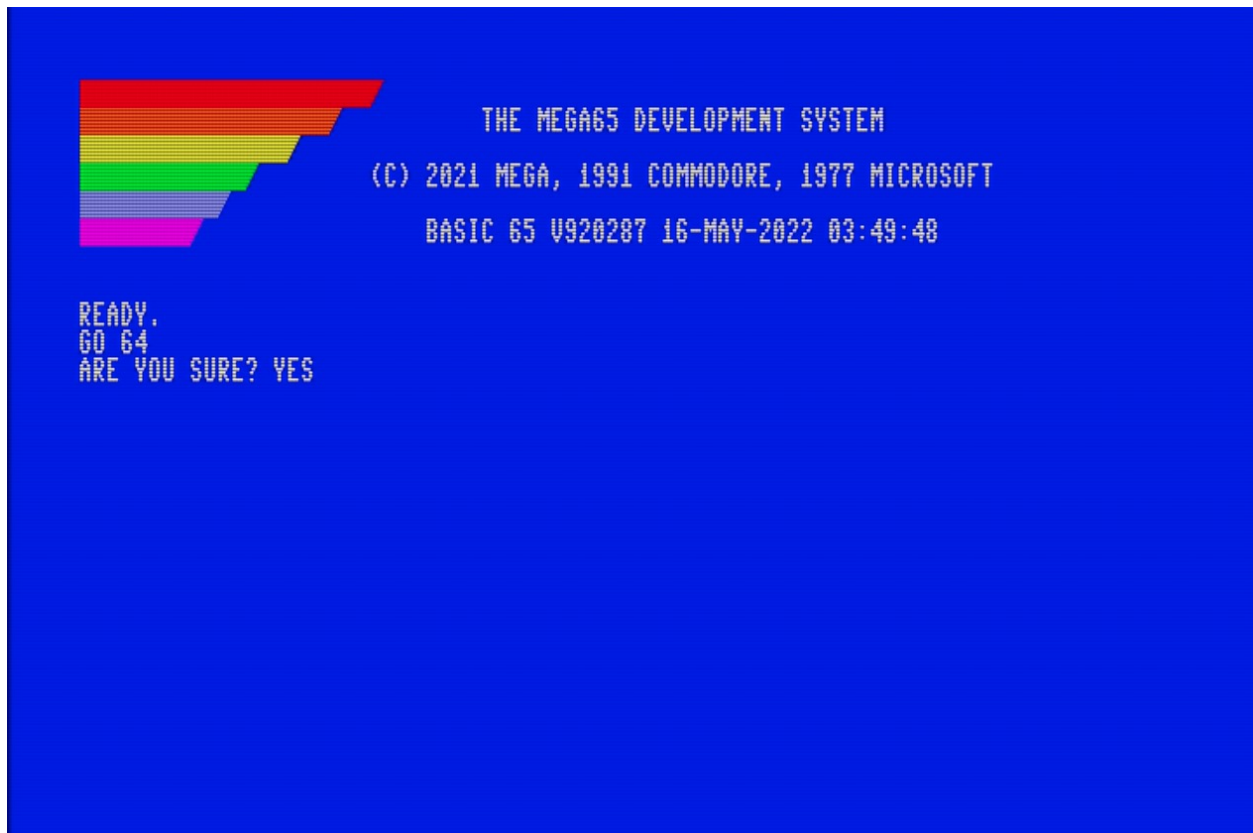 THE MEGA65 DEVELOPMENT SYSTEM
(C) 2021 MEGA, 1991 COMMODORE, 1977 MICROSOFT
BASIC 65 V920287 16-MAY-2022 03:49:48
READY.
GO 64
ARE YOU SURE? YES